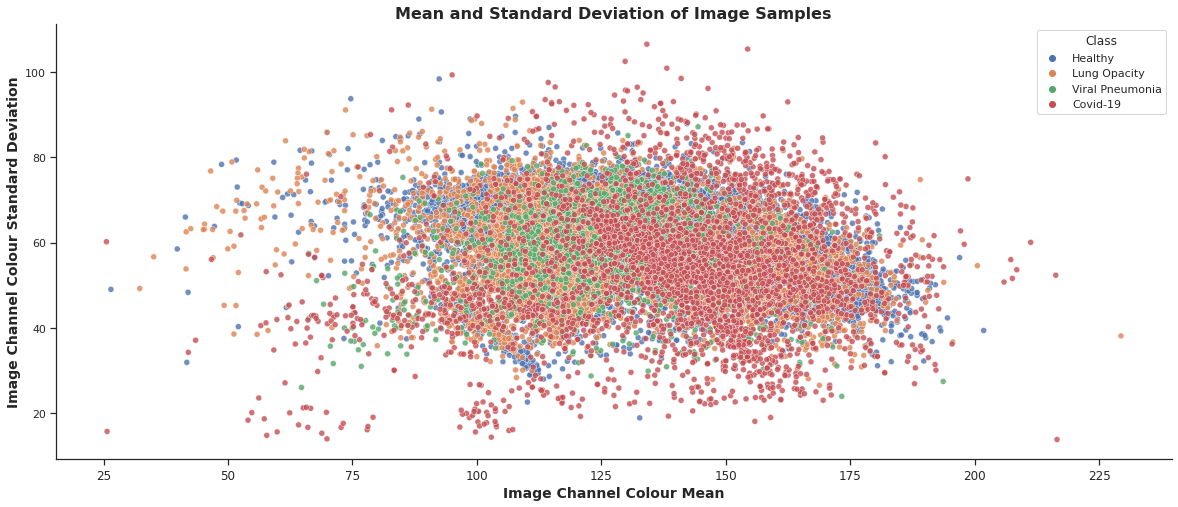 Mean and Standard Deviation of Image Samples
Class
Healthy
Lung Opacity
Viral Pneumonia
Covid-19
Image Channel Colour Standard Deviation
100
80
60
40
20
25 50 75 100 125 150 175 200 225
Image Channel Colour Mean